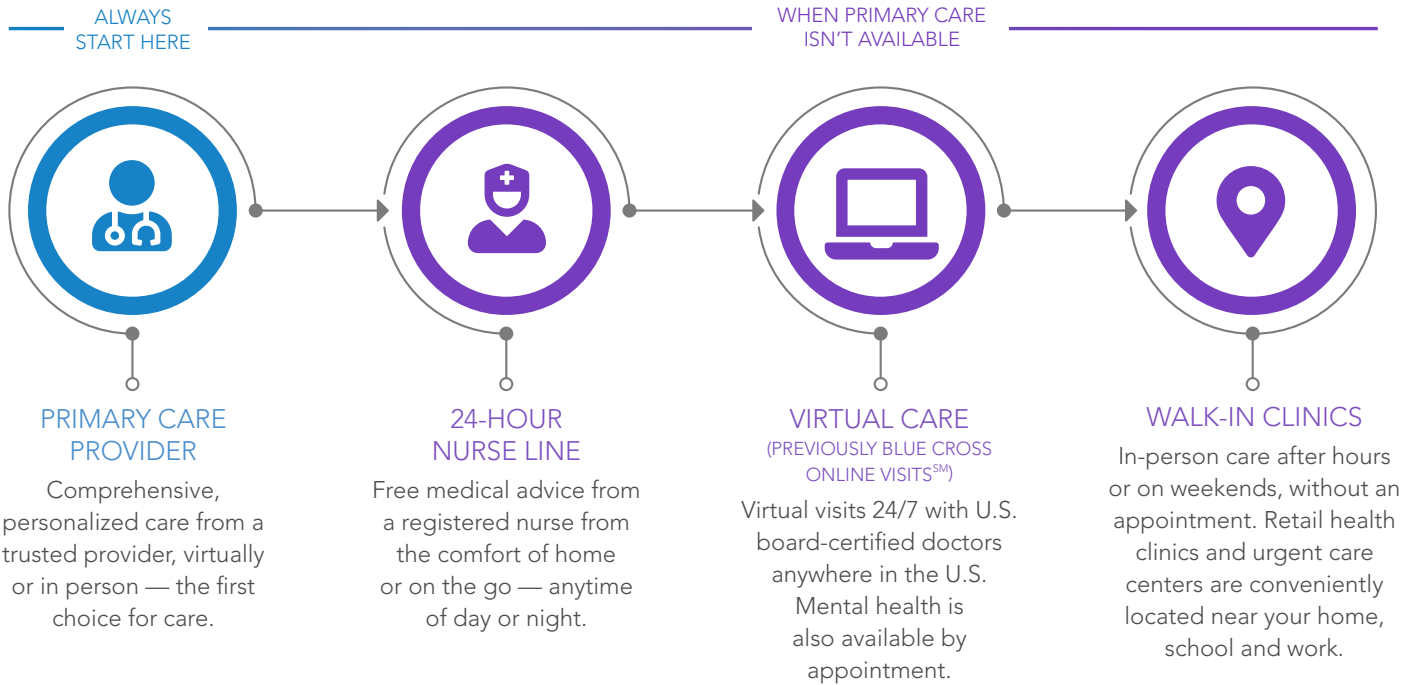 ALWAYS
START HERE
WHEN PRIMARY CARE
ISN'T AVAILABLE
PRIMARY CARE
PROVIDER
Comprehensive,
personalized care from a
trusted provider, virtually
or in person — the first
choice for care.
24-HOUR
NURSE LINE
Free medical advice from
a registered nurse from
the comfort of home
or on the go — anytime
of day or night.
VIRTUAL CARE
(PREVIOUSLY BLUE CROSS
ONLINE VISITS℠)
Virtual visits 24/7 with U.S.
board-certified doctors
anywhere in the U.S.
Mental health is
also available by
appointment.
WALK-IN CLINICS
In-person care after hours
or on weekends, without an
appointment. Retail health
clinics and urgent care
centers are conveniently
located near your home,
school and work.